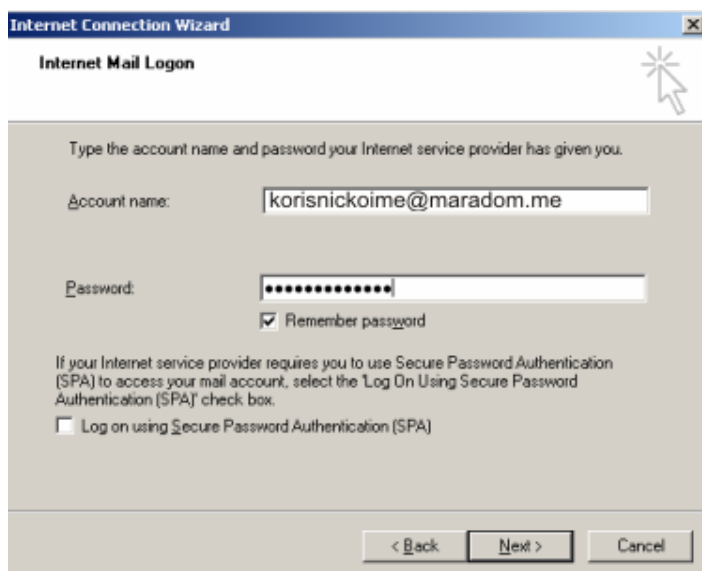 Internet Connection Wizard
Internet Mail Logon
Type the account name and password your Internet service provider has given you.
Account name: korisnickoime@maradom.me
Password: •••••••••••••
Remember password
If your Internet service provider requires you to use Secure Password Authentication
(SPA) to access your mail account, select the 'Log On Using Secure Password
Authentication (SPA)' check box.
Log on using Secure Password Authentication (SPA)
< Back Next > Cancel